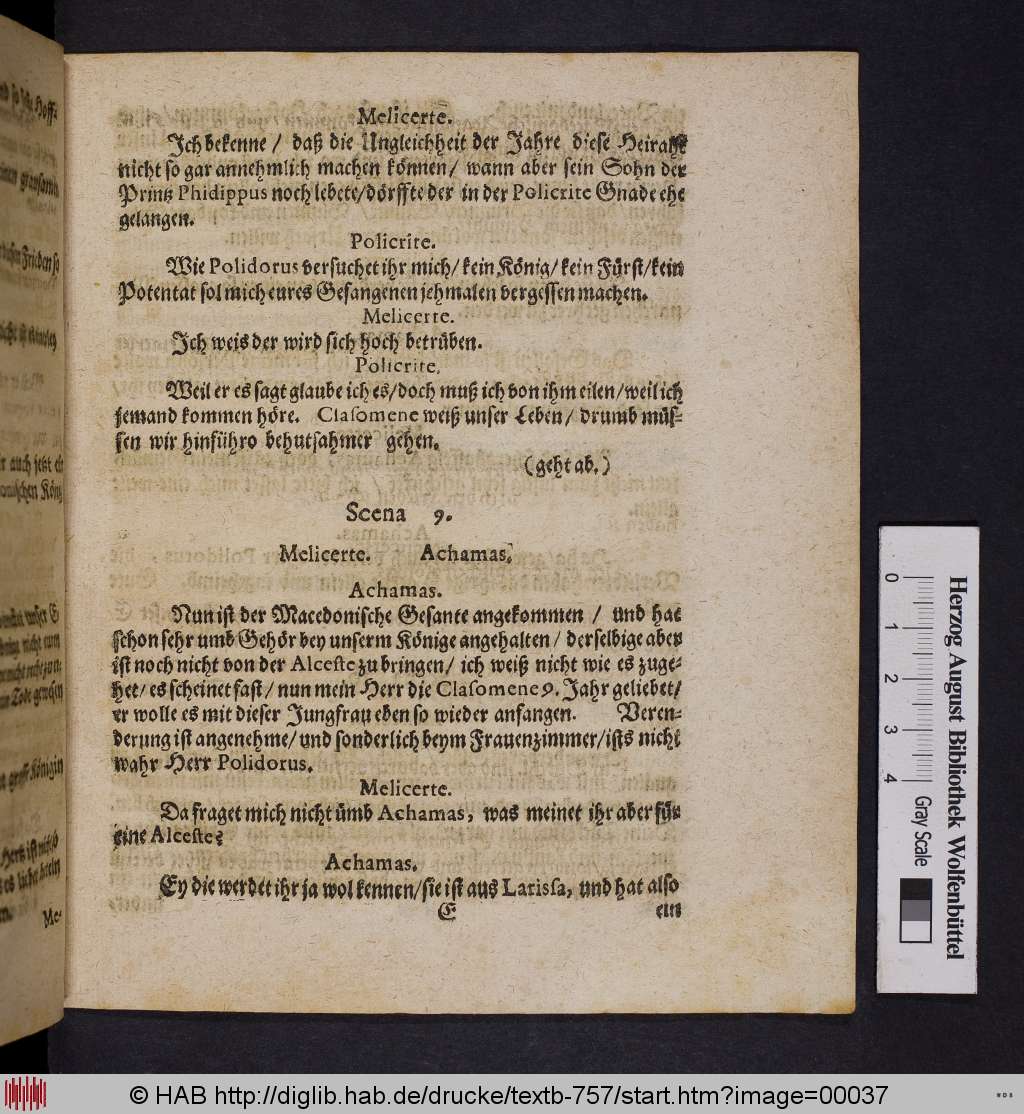 Melicerte.
Ich bekenne / daß die Ungleichheit der Jahre diese Heiraht
nicht so gar annehmlich machen können / wann aber sein Sohn der
Printz Phidippus noch lebete / dörffte der in der Policrite Gnade ehe
gelangen.
Policrite.
Wie Polidorus versuchet ihr mich / kein König / kein Fürst / kein
Potentat sol mich eures Gefangenen jehmalen vergessen machen.
Melicerte.
Ich weis der wird sich hoch betrüben.
Policrite.
Weil er es sagt glaube ich es / doch muß ich von ihm eilen / weil ich
jemand kommen höre. Clasomene weiß unser Leben / drumb müs-
sen wir hinführo behutsahmer gehen.
(geht ab.)
Scena 9.
Melicerte. Achamas.
Achamas.
Nun ist der Macedonische Gesante angekommen / und hat
schon sehr umb Gehör bey unserm Könige angehalten / derselbige aber
ist noch nicht von der Alceste zu bringen / ich weiß nicht wie es zuge-
het / es scheinet fast / nun mein Herr die Clasomene 9. Jahr geliebet /
er wolle es mit dieser Jungfrau eben so wieder anfangen. Veren-
derung ist angenehme / und sonderlich beym Frauenzimmer / ists nicht
wahr Herr Polidorus.
Melicerte.
Da fraget mich nicht ümb Achamas, was meinet ihr aber für
eine Alceste?
Achamas.
Ey die werdet ihr ja wol kennen / sie ist aus Larissa, und hat also
E ein
Me-
0 1 2 3 4
Gray Scale
Herzog August Bibliothek Wolfenbüttel
© HAB http://diglib.hab.de/drucke/textb-757/start.htm?image=00037